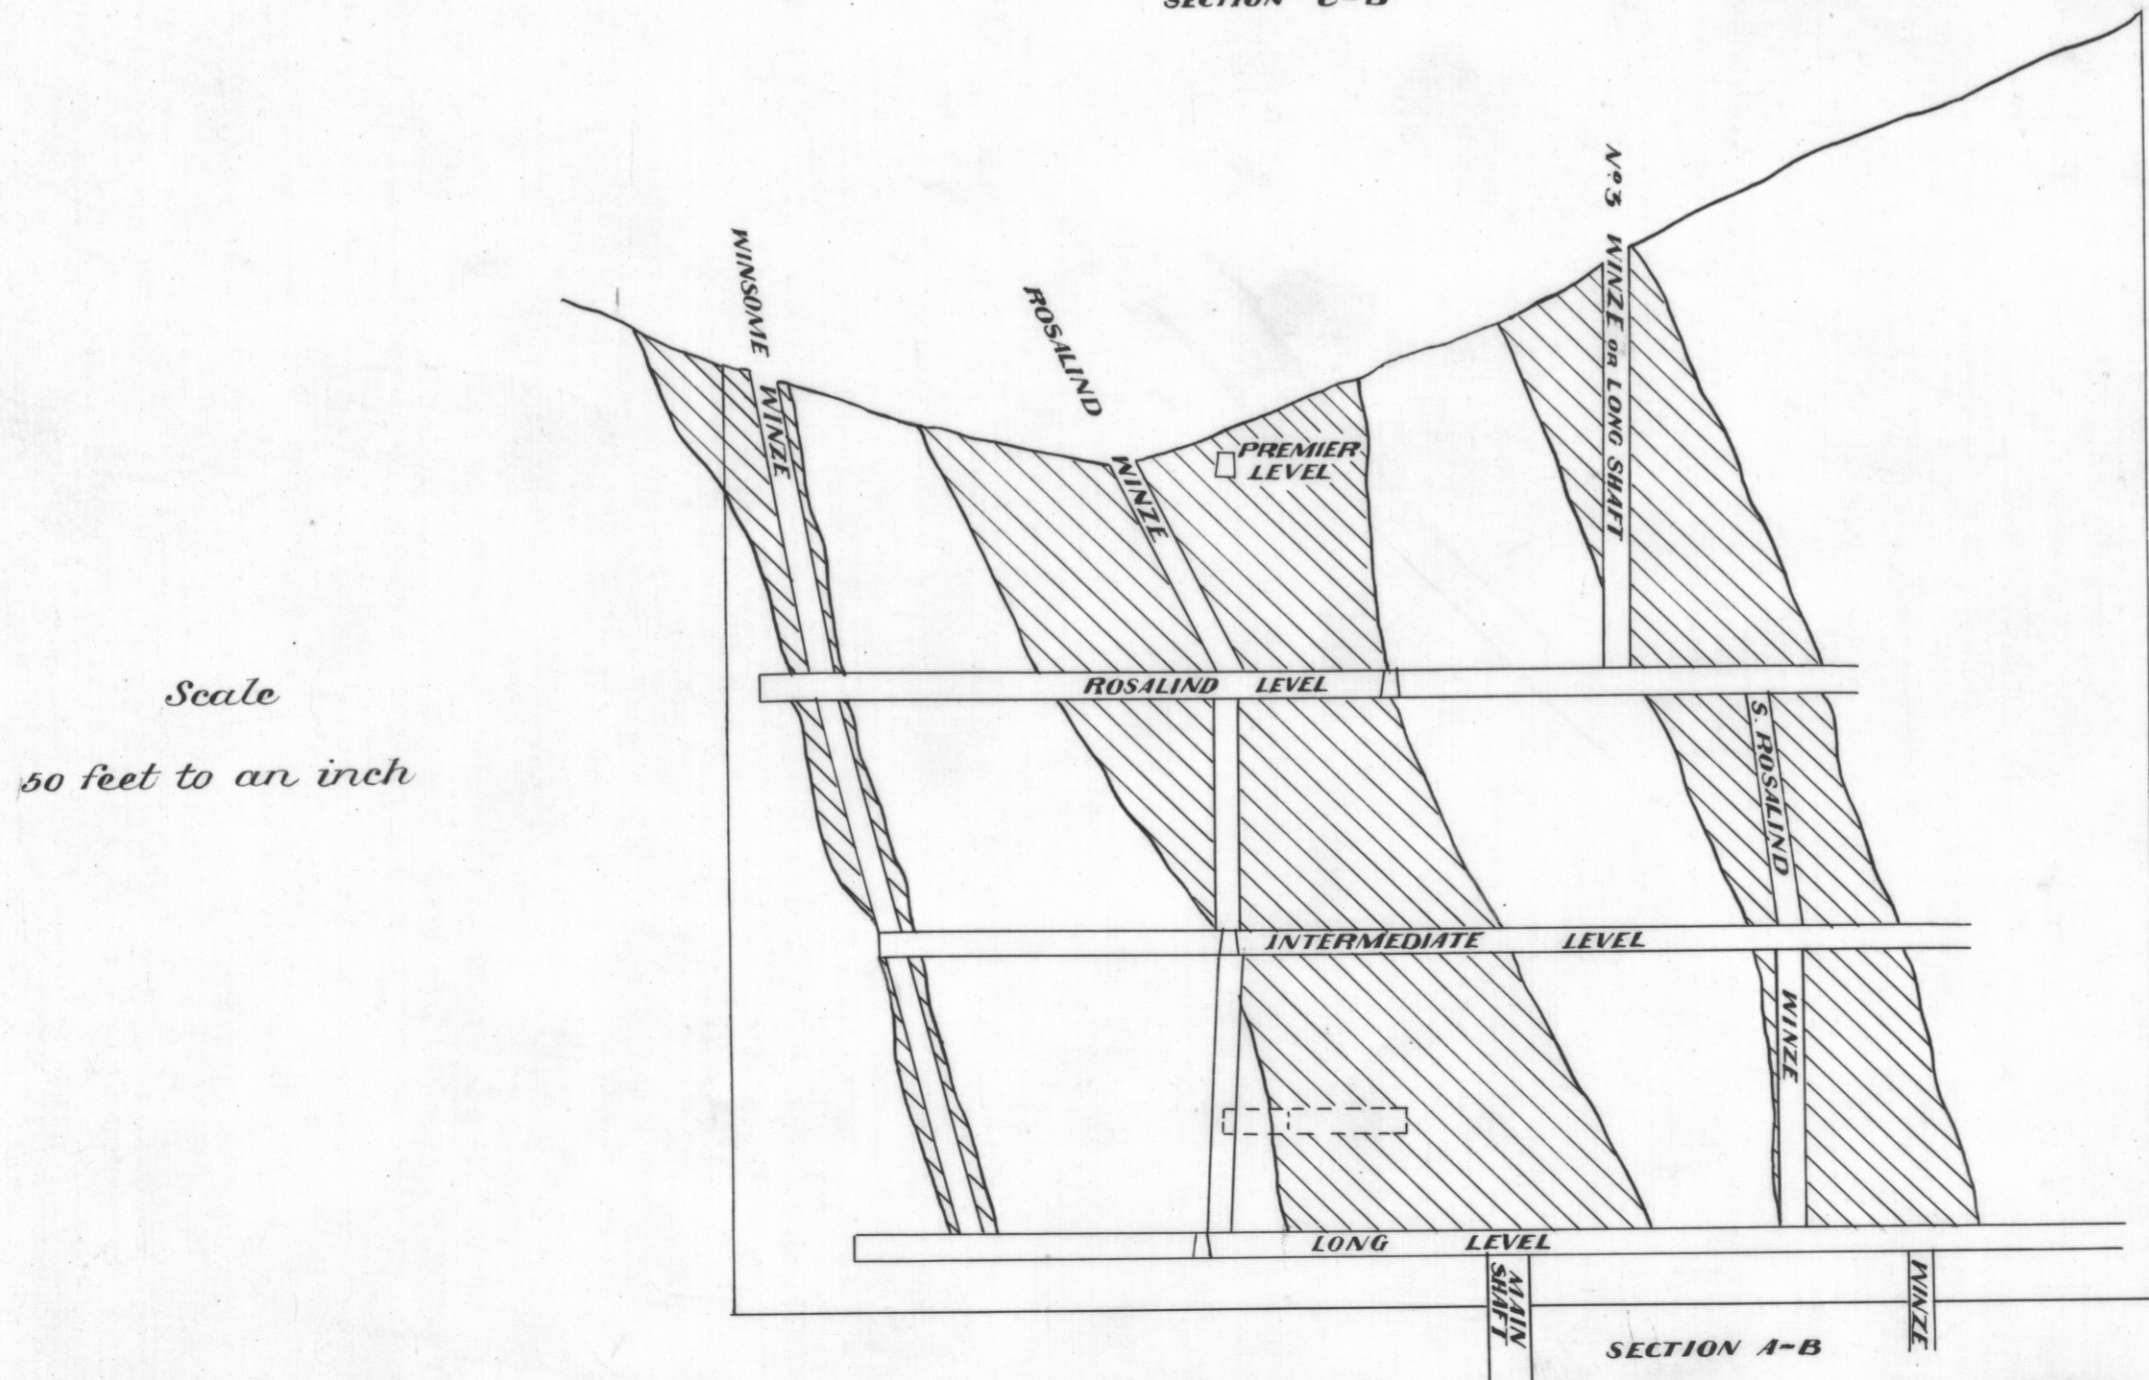 SECTION C-D
Nº 3 WINZE OR LONG SHAFT
WINSOME WINZE
ROSALIND WINZE
PREMIER
LEVEL
Scale
50 feet to an inch
ROSALIND LEVEL
S. ROSALIND WINZE
INTERMEDIATE LEVEL
LONG LEVEL
MAIN
SHAFT
WINZE
SECTION A-B